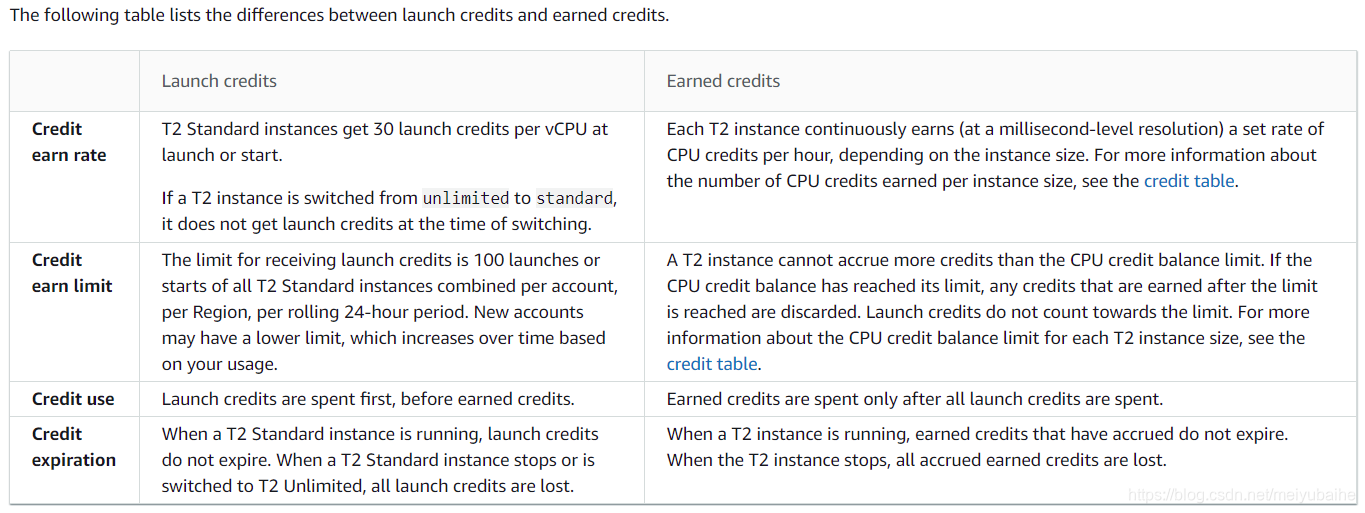 The following table lists the differences between launch credits and earned credits.
Launch credits
Earned credits
Credit
earn rate
T2 Standard instances get 30 launch credits per vCPU at
launch or start.
If a T2 instance is switched from unlimited to standard,
it does not get launch credits at the time of switching.
Each T2 instance continuously earns (at a millisecond-level resolution) a set rate of
CPU credits per hour, depending on the instance size. For more information about
the number of CPU credits earned per instance size, see the credit table.
Credit
earn limit
The limit for receiving launch credits is 100 launches or
starts of all T2 Standard instances combined per account,
per Region, per rolling 24-hour period. New accounts
may have a lower limit, which increases over time based
on your usage.
A T2 instance cannot accrue more credits than the CPU credit balance limit. If the
CPU credit balance has reached its limit, any credits that are earned after the limit
is reached are discarded. Launch credits do not count towards the limit. For more
information about the CPU credit balance limit for each T2 instance size, see the
credit table.
Credit use
Launch credits are spent first, before earned credits.
Earned credits are spent only after all launch credits are spent.
Credit
expiration
When a T2 Standard instance is running, launch credits
do not expire. When a T2 Standard instance stops or is
switched to T2 Unlimited, all launch credits are lost.
When a T2 instance is running, earned credits that have accrued do not expire.
When the T2 instance stops, all accrued earned credits are lost.
https://blog.csdn.net/meiyubaihe